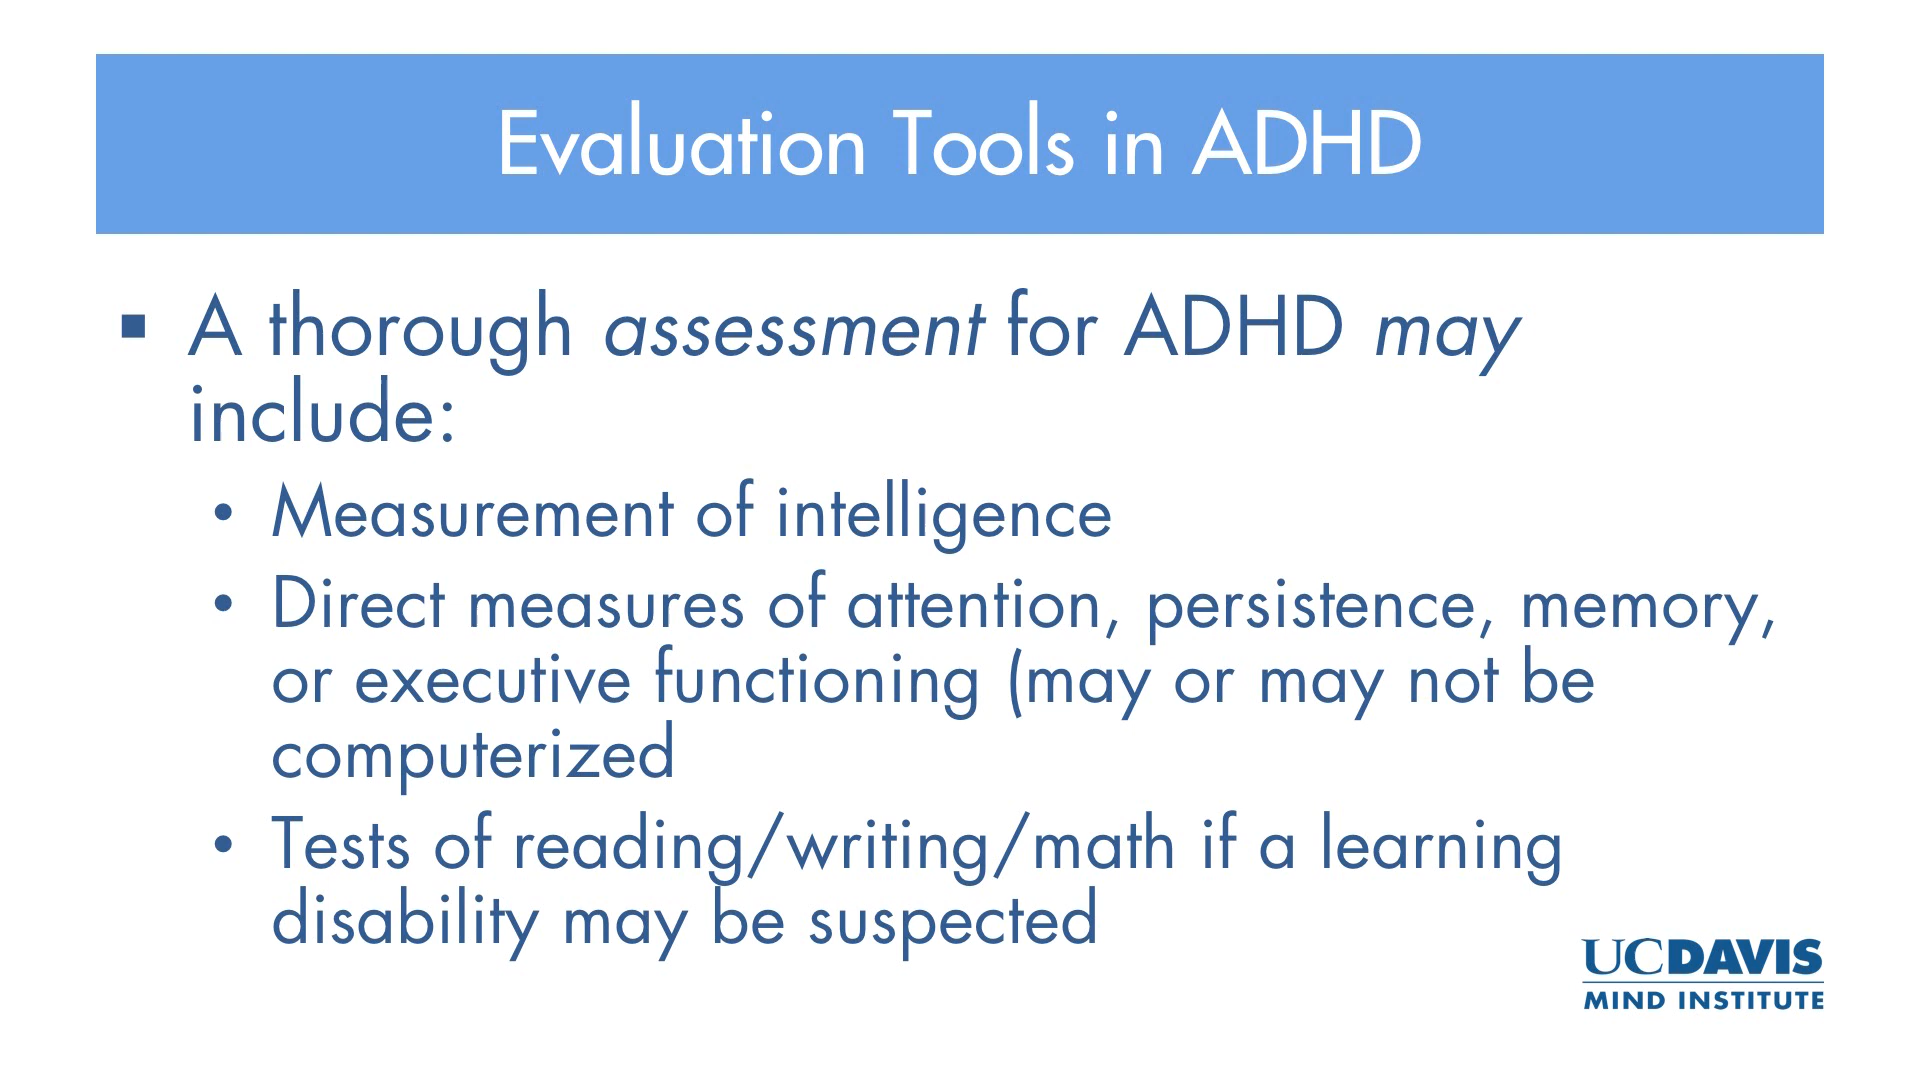 Evaluation Tools in ADHD
▪ A thorough assessment for ADHD may
include:
• Measurement of intelligence
• Direct measures of attention, persistence, memory,
or executive functioning (may or may not be
computerized
• Tests of reading/writing/math if a learning
disability may be suspected
UCDAVIS
MIND INSTITUTE